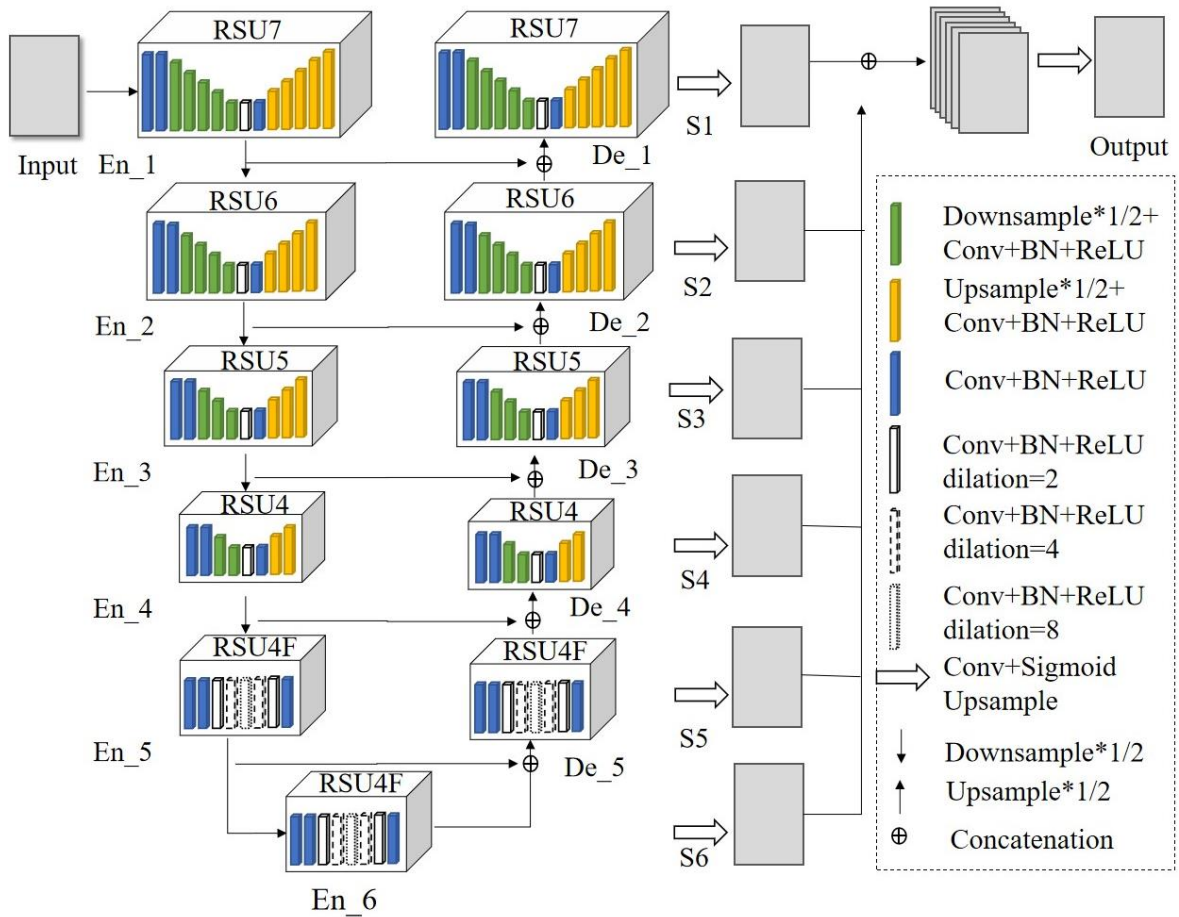 RSU7
RSU7
Input
En_1
De_1
S1
Output
RSU6
RSU6
En_2
De_2
S2
RSU5
RSU5
En_3
De_3
S3
RSU4
RSU4
En_4
De_4
S4
RSU4F
RSU4F
En_5
De_5
S5
RSU4F
En_6
S6
Downsample*1/2+
Conv+BN+ReLU
Upsample*1/2+
Conv+BN+ReLU
Conv+BN+ReLU
Conv+BN+ReLU
dilation=2
Conv+BN+ReLU
dilation=4
Conv+BN+ReLU
dilation=8
Conv+Sigmoid
Upsample
Downsample*1/2
Upsample*1/2
Concatenation